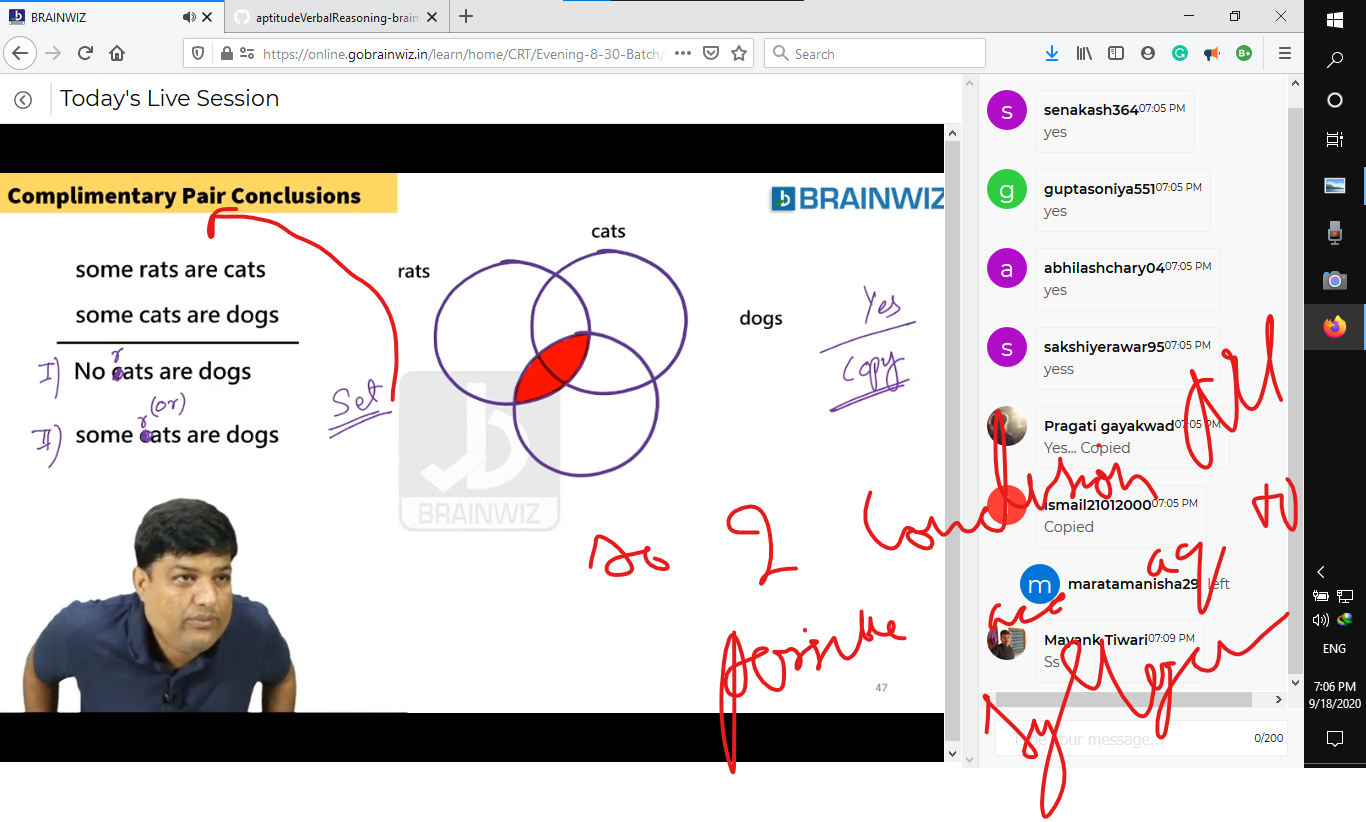 BRAINWIZ
aptitudeVerbalReasoning-brain
https://online.gobrainwiz.in/learn/home/CRT/Evening-8-30-Batch/
Search
Today's Live Session
Complimentary Pair Conclusions
BRAINWIZ
some rats are cats
some cats are dogs
I) No rats are dogs
(or)
II) some rats are dogs
Set
rats
cats
dogs
Yes
Copy
BRAINWIZ
so 2 conclusion
possible
47
s
senakash364 07:05 PM
yes
g
guptasoniya551 07:05 PM
yes
a
abhilashchary04 07:05 PM
yes
s
sakshiyerawar95 07:05 PM
yess
Pragati gayakwad 07:05 PM
Yes... Copied
ismail21012000 07:05 PM
Copied
m
maratamanisha29 left
Mayank Tiwari 07:09 PM
Ss
Type your message...
0/200
B+
ENG
7:06 PM
9/18/2020